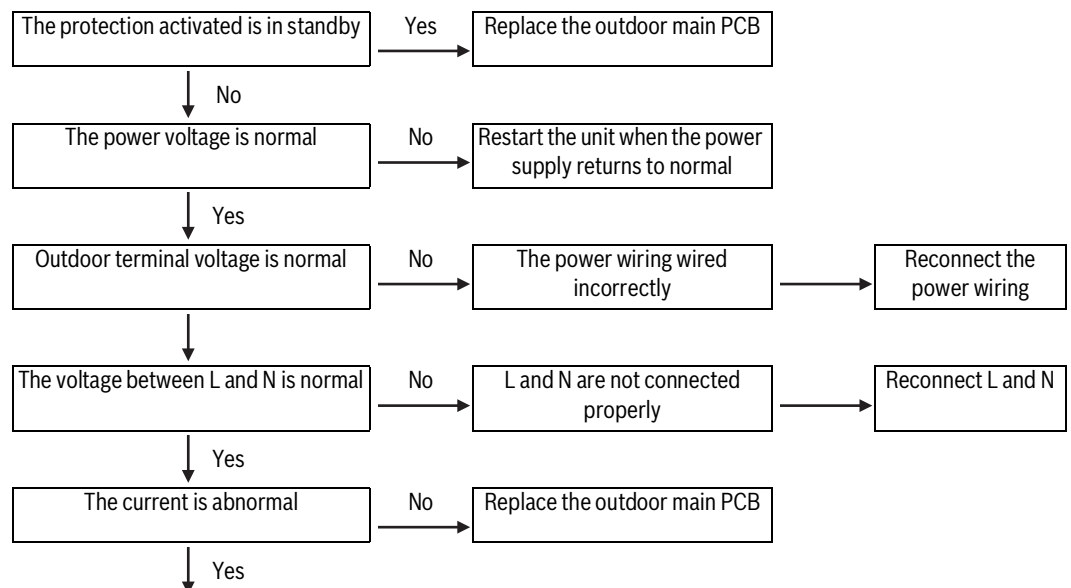 The protection activated is in standby
Yes
Replace the outdoor main PCB
No
The power voltage is normal
No
Restart the unit when the power
supply returns to normal
Yes
Outdoor terminal voltage is normal
No
The power wiring wired
incorrectly
Reconnect the
power wiring
The voltage between L and N is normal
No
L and N are not connected
properly
Reconnect L and N
Yes
The current is abnormal
No
Replace the outdoor main PCB
Yes